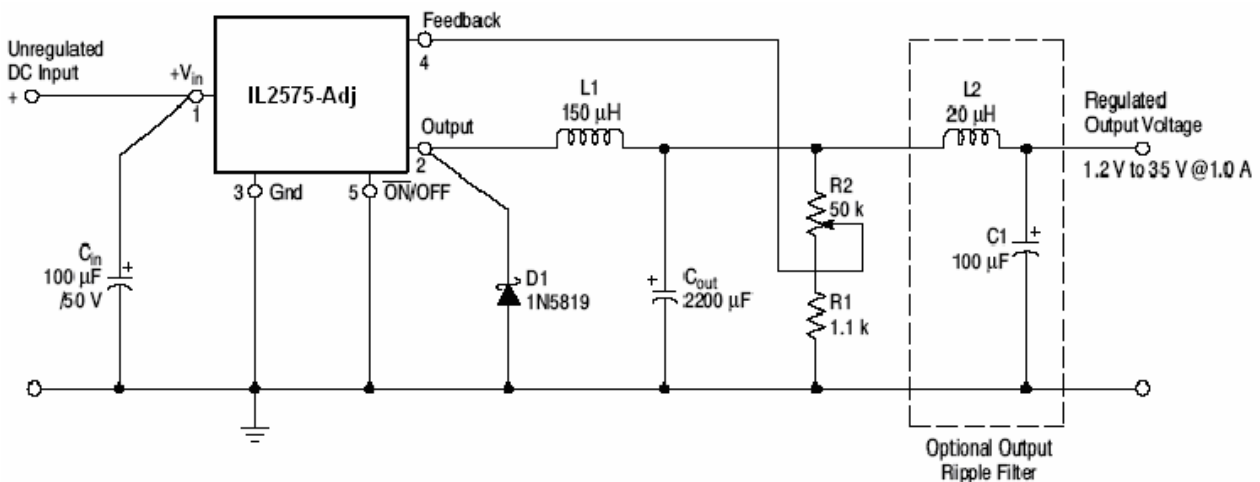 Unregulated
DC Input
+
+Vin
1
IL2575-Adj
Feedback
4
Output
2
3
Gnd
5
ON/OFF
Cin
100 µF
/50 V
+
D1
1N5819
L1
150 µH
+
Cout
2200 µF
R2
50 k
R1
1.1 k
L2
20 µH
C1
100 µF
+
Regulated
Output Voltage
1.2 V to 35 V @1.0 A
Optional Output
Ripple Filter